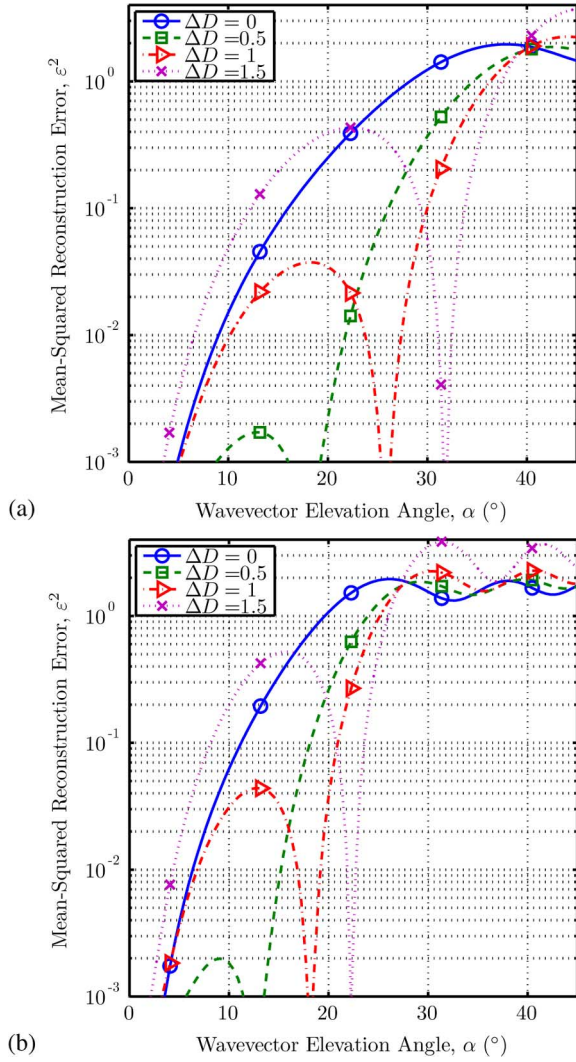 ΔD = 0
ΔD =0.5
ΔD = 1
ΔD =1.5
10^0
10^-1
10^-2
10^-3
Mean-Squared Reconstruction Error, ε^2
0 10 20 30 40
Wavevector Elevation Angle, α (°)
(a)
ΔD = 0
ΔD =0.5
ΔD = 1
ΔD =1.5
10^0
10^-1
10^-2
10^-3
Mean-Squared Reconstruction Error, ε^2
0 10 20 30 40
Wavevector Elevation Angle, α (°)
(b)